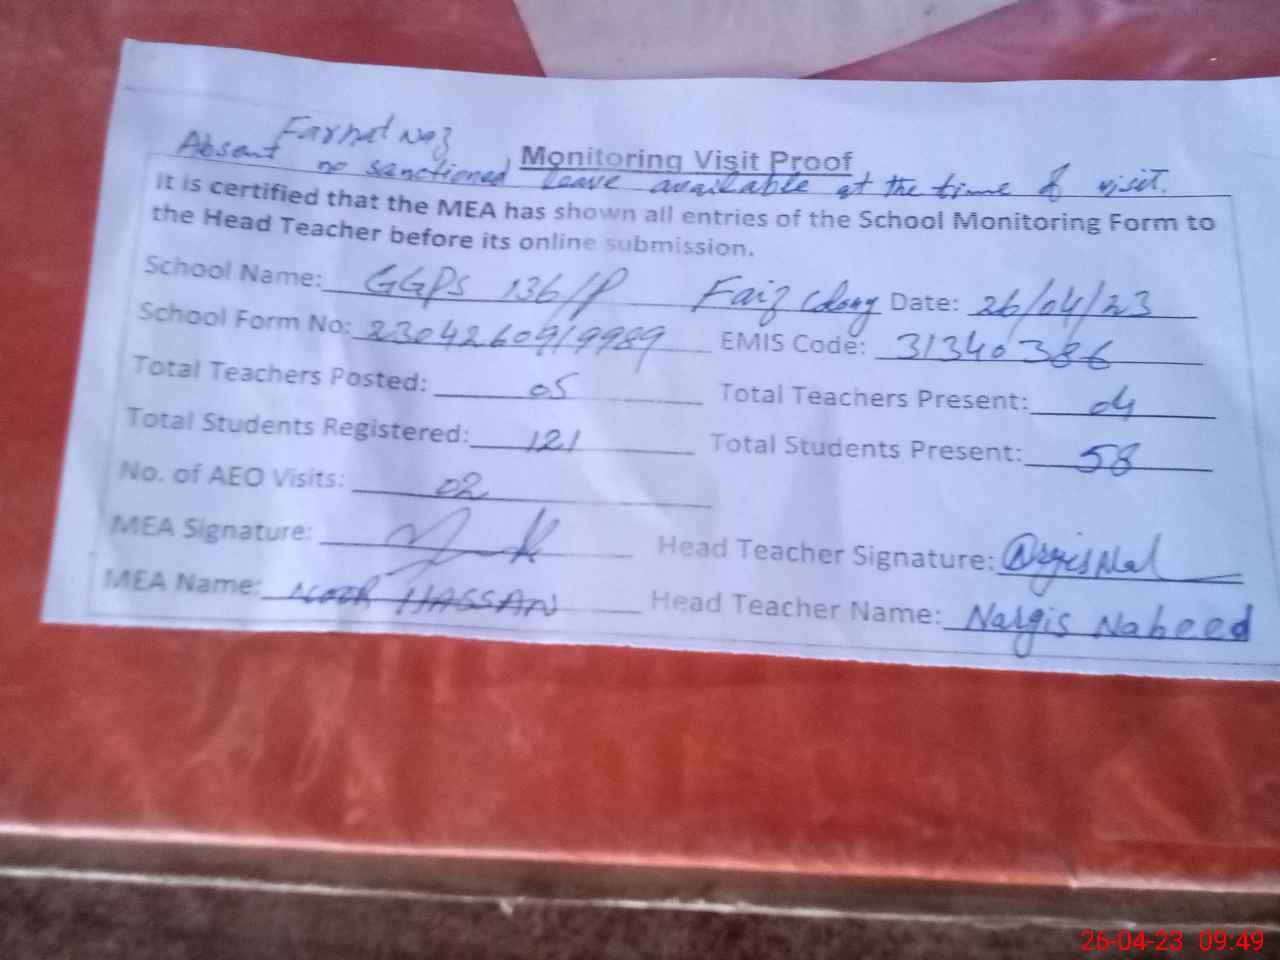 Farhat Naz
Monitoring Visit Proof
Absent no sanctioned leave available at the time of visit.
It is certified that the MEA has shown all entries of the School Monitoring Form to
the Head Teacher before its online submission.
School Name: GGPS 136/P Faiz Date: 26/04/23
School Form No: 2304260919989 EMIS Code: 31340386
Total Teachers Posted: 05 Total Teachers Present: 04
Total Students Registered: 121 Total Students Present: 58
No. of AEO Visits: 02
MEA Signature: Head Teacher Signature:
MEA Name: NOOR HASSAN Head Teacher Name: Nargis Naheed
26-04-23 09:49